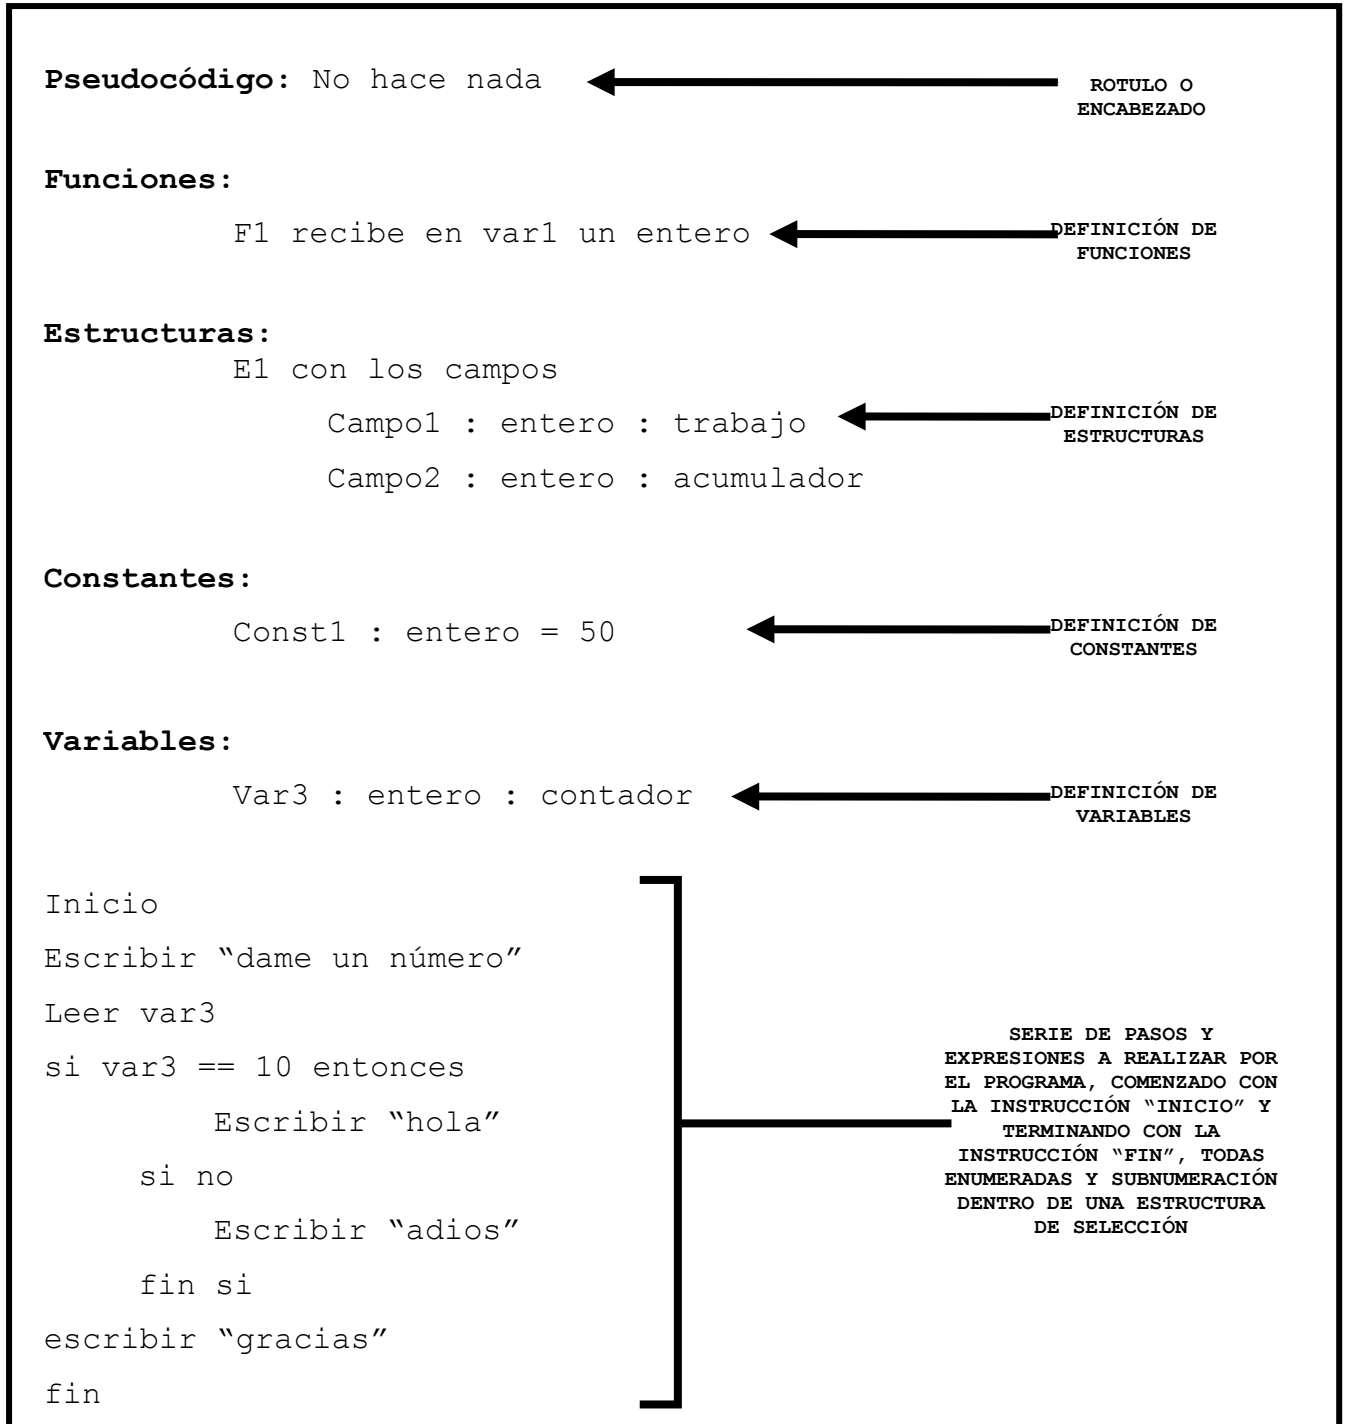 Pseudocódigo: No hace nada
ROTULO O
ENCABEZADO
Funciones:
F1 recibe en var1 un entero
DEFINICIÓN DE
FUNCIONES
Estructuras:
E1 con los campos
Campo1 : entero : trabajo
DEFINICIÓN DE
ESTRUCTURAS
Campo2 : entero : acumulador
Constantes:
Const1 : entero = 50
DEFINICIÓN DE
CONSTANTES
Variables:
Var3 : entero : contador
DEFINICIÓN DE
VARIABLES
Inicio
Escribir “dame un número”
Leer var3
si var3 == 10 entonces
Escribir “hola”
si no
Escribir “adios”
fin si
escribir “gracias”
fin
SERIE DE PASOS Y
EXPRESIONES A REALIZAR POR
EL PROGRAMA, COMENZADO CON
LA INSTRUCCIÓN “INICIO” Y
TERMINANDO CON LA
INSTRUCCIÓN “FIN”, TODAS
ENUMERADAS Y SUBNUMERACIÓN
DENTRO DE UNA ESTRUCTURA
DE SELECCIÓN